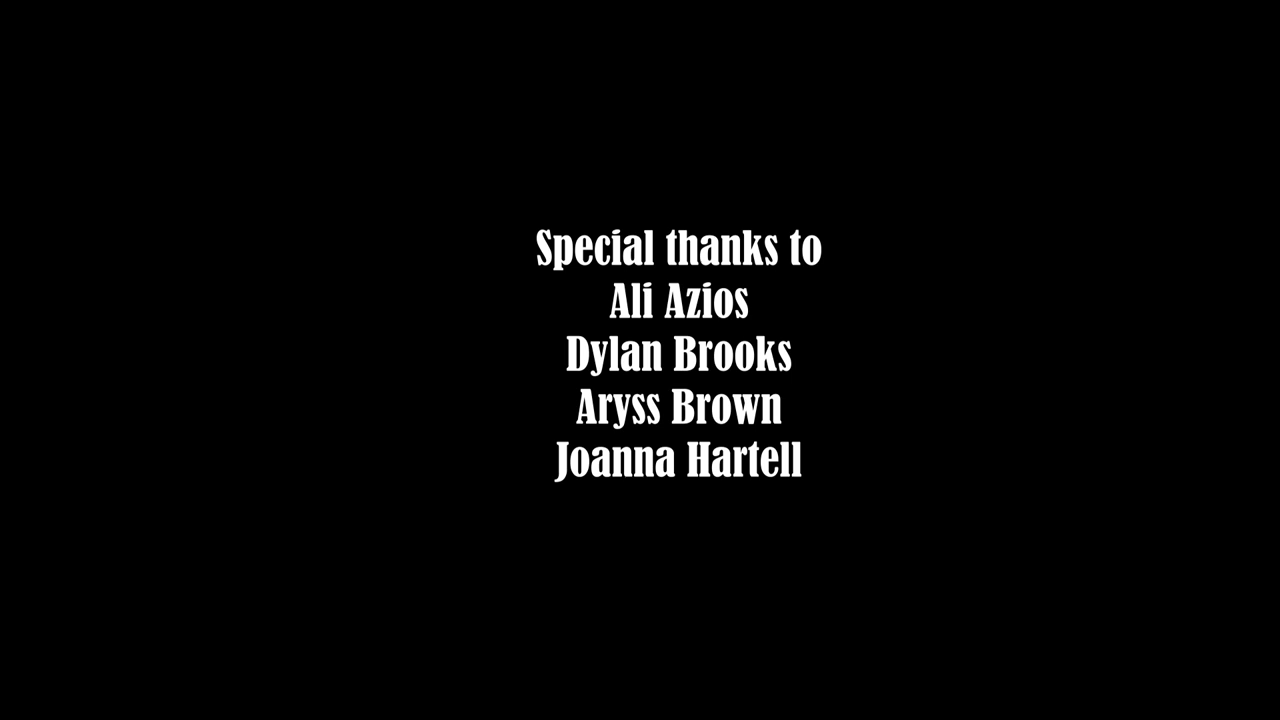 Special thanks to
Ali Azios
Dylan Brooks
Aryss Brown
Joanna Hartell